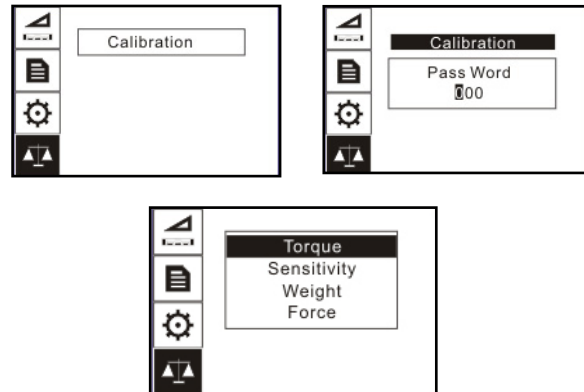 Calibration
Calibration
Pass Word
000
Torque
Sensitivity
Weight
Force